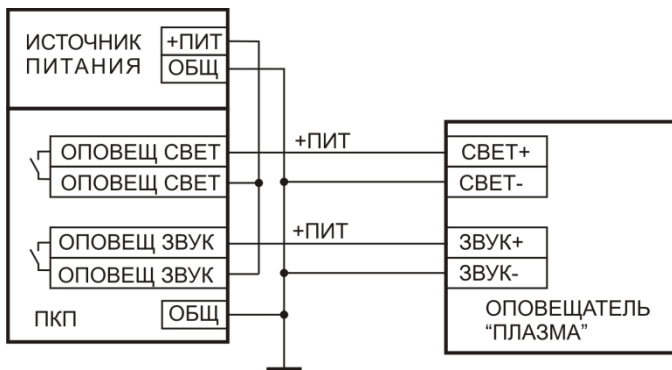 ИСТОЧНИК
ПИТАНИЯ
+ПИТ
ОБЩ
ОПОВЕЩ СВЕТ
ОПОВЕЩ СВЕТ
ОПОВЕЩ ЗВУК
ОПОВЕЩ ЗВУК
ПКП
ОБЩ
+ПИТ
+ПИТ
СВЕТ+
СВЕТ-
ЗВУК+
ЗВУК-
ОПОВЕЩАТЕЛЬ
“ПЛАЗМА”